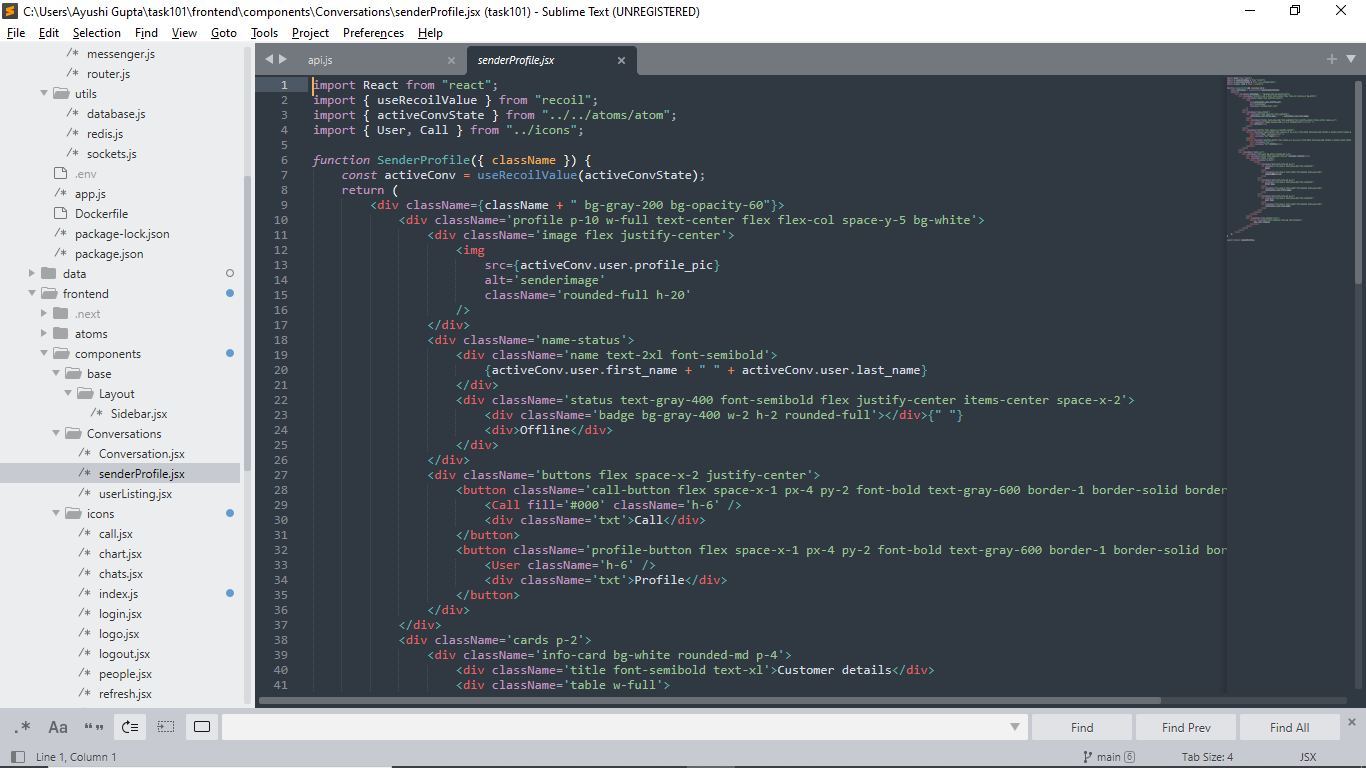 C:\Users\Ayushi Gupta\task101\frontend\components\Conversations\senderProfile.jsx (task101) - Sublime Text (UNREGISTERED)
File Edit Selection Find View Goto Tools Project Preferences Help
/* messenger.js
/* router.js
utils
/* database.js
/* redis.js
/* sockets.js
.env
/* app.js
Dockerfile
/* package-lock.json
/* package.json
data
frontend
.next
atoms
components
base
Layout
/* Sidebar.jsx
Conversations
/* Conversation.jsx
/* senderProfile.jsx
/* userListing.jsx
icons
/* call.jsx
/* chart.jsx
/* chats.jsx
/* index.js
/* login.jsx
/* logo.jsx
/* logout.jsx
/* people.jsx
/* refresh.jsx
api.js × senderProfile.jsx ×
1 import React from "react";
2 import { useRecoilValue } from "recoil";
3 import { activeConvState } from "../../atoms/atom";
4 import { User, Call } from "../icons";
5
6 function SenderProfile({ className }) {
7 const activeConv = useRecoilValue(activeConvState);
8 return (
9 <div className={className + " bg-gray-200 bg-opacity-60"}>
10 <div className='profile p-10 w-full text-center flex flex-col space-y-5 bg-white'>
11 <div className='image flex justify-center'>
12 <img
13 src={activeConv.user.profile_pic}
14 alt='senderimage'
15 className='rounded-full h-20'
16 />
17 </div>
18 <div className='name-status'>
19 <div className='name text-2xl font-semibold'>
20 {activeConv.user.first_name + " " + activeConv.user.last_name}
21 </div>
22 <div className='status text-gray-400 font-semibold flex justify-center items-center space-x-2'>
23 <div className='badge bg-gray-400 w-2 h-2 rounded-full'></div>{" "}
24 <div>Offline</div>
25 </div>
26 </div>
27 <div className='buttons flex space-x-2 justify-center'>
28 <button className='call-button flex space-x-1 px-4 py-2 font-bold text-gray-600 border-1 border-solid border
29 <Call fill='#000' className='h-6' />
30 <div className='txt'>Call</div>
31 </button>
32 <button className='profile-button flex space-x-1 px-4 py-2 font-bold text-gray-600 border-1 border-solid bor
33 <User className='h-6' />
34 <div className='txt'>Profile</div>
35 </button>
36 </div>
37 </div>
38 <div className='cards p-2'>
39 <div className='info-card bg-white rounded-md p-4'>
40 <div className='title font-semibold text-xl'>Customer details</div>
41 <div className='table w-full'>
.* Aa “” Find Find Prev Find All ×
Line 1, Column 1 main 6 Tab Size: 4 JSX